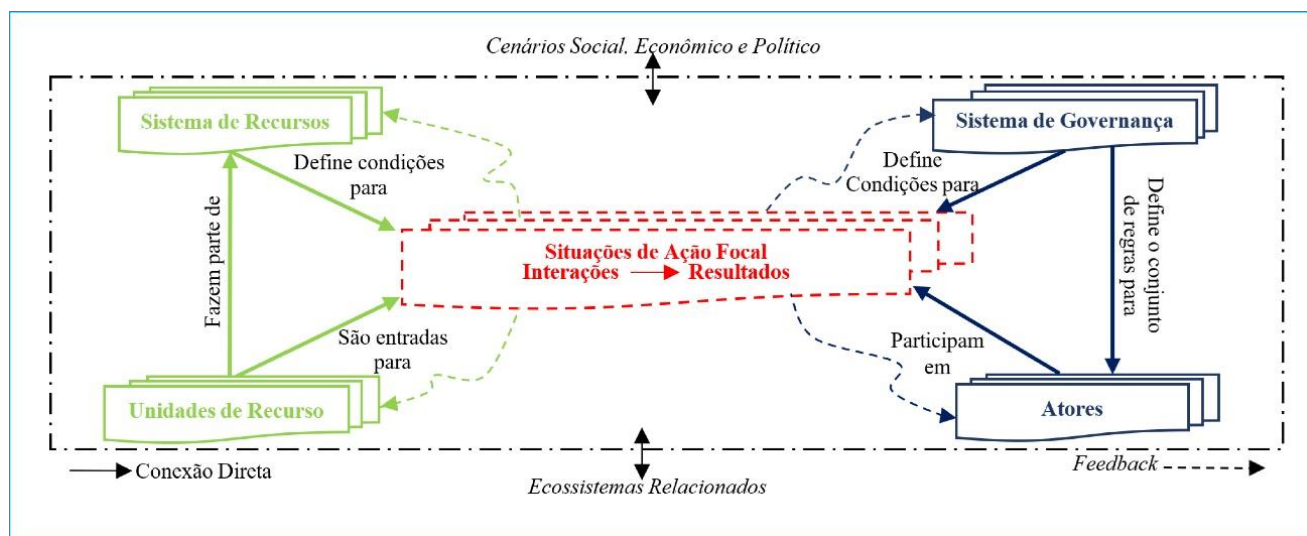 Cenários Social, Econômico e Político
Sistema de Recursos
Sistema de Governança
Define condições
para
Define
Condições para
Fazem parte de
Situações de Ação Focal
Interações
Resultados
Define o conjunto
de regras para
São entradas
para
Participam
em
Unidades de Recurso
Atores
Conexão Direta
Feedback
Ecossistemas Relacionados